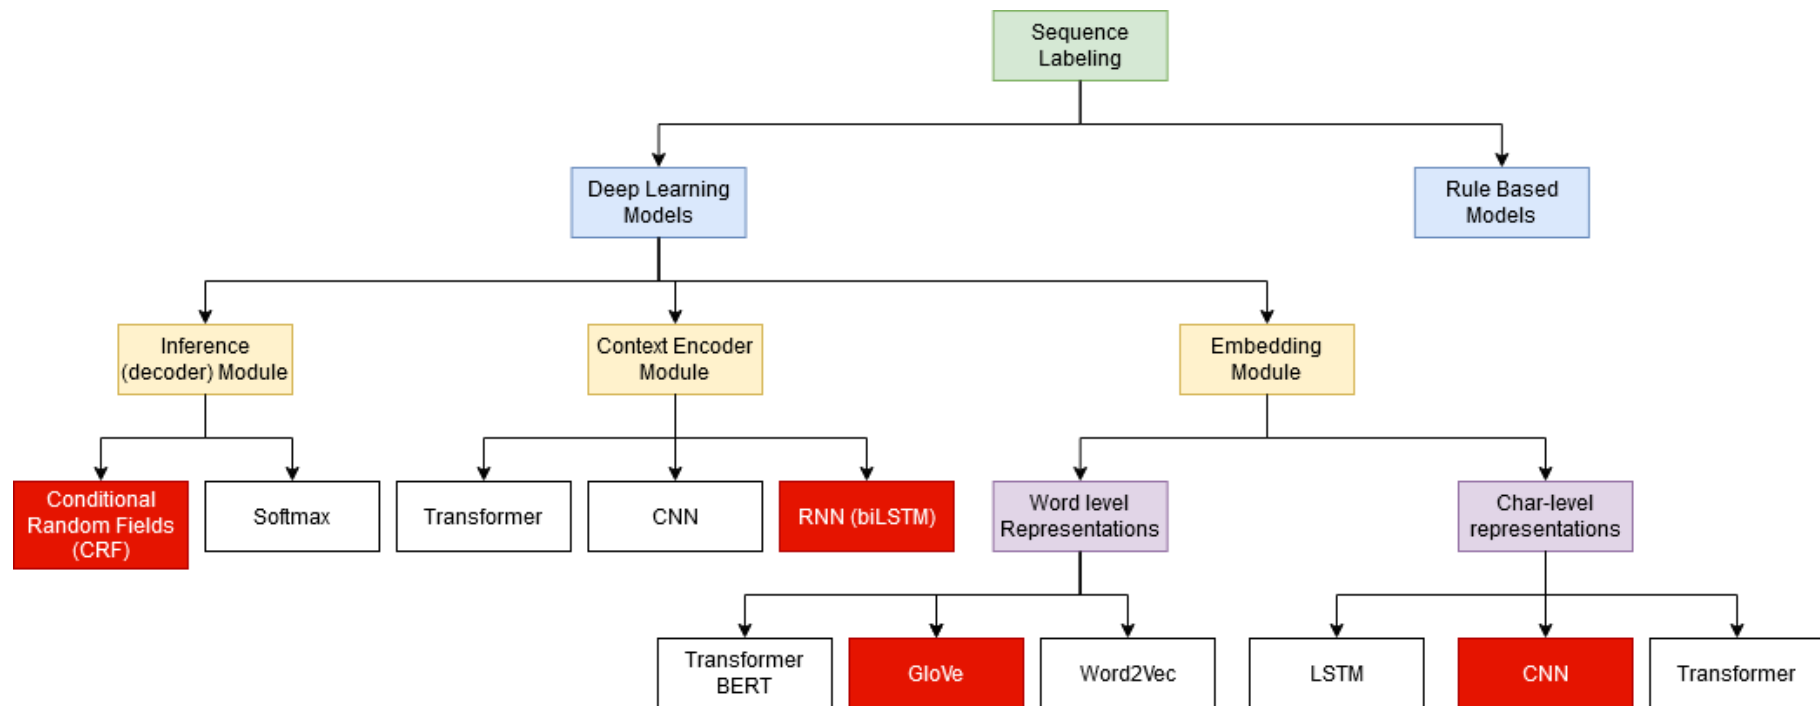 Sequence
Labeling
Deep Learning
Models
Rule Based
Models
Inference
(decoder) Module
Context Encoder
Module
Embedding
Module
Conditional
Random Fields
(CRF)
Softmax
Transformer
CNN
RNN (biLSTM)
Word level
Representations
Char-level
representations
Transformer
BERT
GloVe
Word2Vec
LSTM
CNN
Transformer